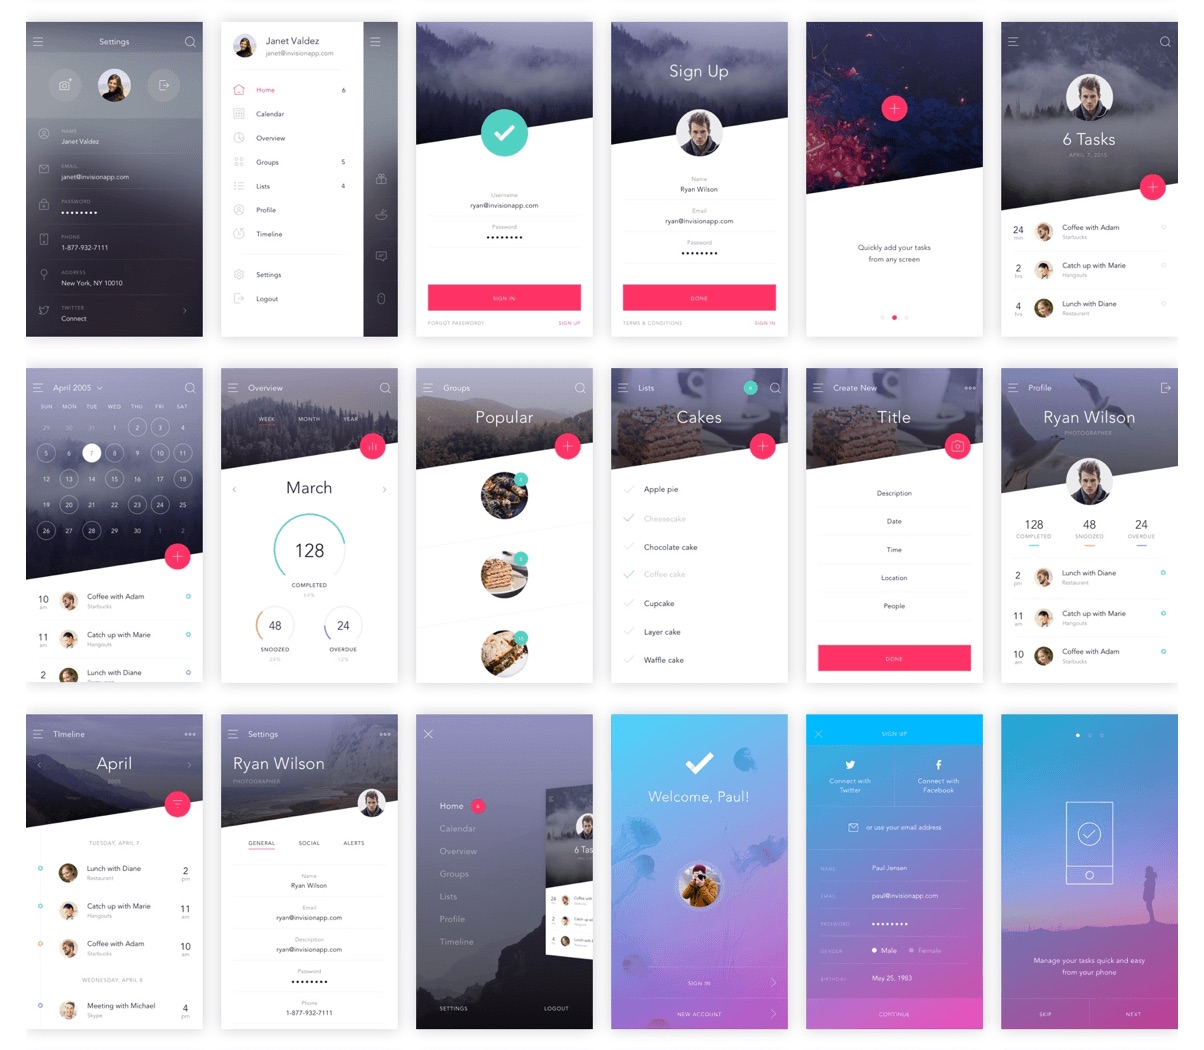 Settings
NAME
Janet Valdez
EMAIL
janet@invisionapp.com
PASSWORD
••••••••
PHONE
1-877-932-7111
ADDRESS
New York, NY 10010
TWITTER
Connect
Janet Valdez
janet@invisionapp.com
Home 6
Calendar
Overview
Groups 5
Lists 4
Profile
Timeline
Settings
Logout
Username
ryan@invisionapp.com
Password
••••••••
SIGN IN
FORGOT PASSWORD? SIGN UP
Sign Up
Name
Ryan Wilson
Email
ryan@invisionapp.com
Password
••••••••
DONE
TERMS & CONDITIONS SIGN IN
Quickly add your tasks
from any screen
6 Tasks
APRIL 7, 2015
24 Coffee with Adam
min Starbucks
2 Catch up with Marie
hrs Hangouts
4 Lunch with Diane
hrs Restaurant
April 2005
SUN MON TUE WED THU FRI SAT
29 30 31 1 2 3 4
5 6 7 8 9 10 11
12 13 14 15 16 17 18
19 20 21 22 23 24 25
26 27 28 29 30 1 2
10 Coffee with Adam
am Starbucks
11 Catch up with Marie
am Hangouts
2 Lunch with Diane
Restaurant
Overview
WEEK MONTH YEAR
March
128
COMPLETED
64%
48 24
SNOOZED OVERDUE
24% 12%
Groups
Popular
Lists
Cakes
Apple pie
Cheesecake
Chocolate cake
Coffee cake
Cupcake
Layer cake
Waffle cake
Create New
Title
Description
Date
Time
Location
People
DONE
Profile
Ryan Wilson
PHOTOGRAPHER
128 48 24
COMPLETED SNOOZED OVERDUE
2 Lunch with Diane
pm Restaurant
11 Catch up with Marie
am Hangouts
10 Coffee with Adam
am Starbucks
TImeline
April
2005
TUESDAY, APRIL 7
Lunch with Diane 2
Restaurant pm
Catch up with Marie 11
Hangouts am
Coffee with Adam 10
Starbucks am
WEDNESDAY, APRIL 8
Meeting with Michael 4
Skype pm
Settings
Ryan Wilson
PHOTOGRAPHER
GENERAL SOCIAL ALERTS
Name
Ryan Wilson
Email
ryan@invisionapp.com
Description
ryan@invisionapp.com
Password
••••••••
Phone
1-877-932-7111
Home 6
Calendar
Overview
Groups
Lists
Profile
Timeline
SETTINGS LOGOUT
6 Tas
24 Coffee with
2 Catch up w
4 Lunch with
Welcome, Paul!
SIGN IN
NEW ACCOUNT
SIGN UP
Connect with Connect with
Twitter Facebook
or use your email address
NAME Paul Jensen
EMAIL paul@invisionapp.com
PASSWORD ••••••••
GENDER Male Female
BIRTHDAY May 25, 1983
CONTINUE
Manage your tasks quick and easy
from your phone
SKIP NEXT